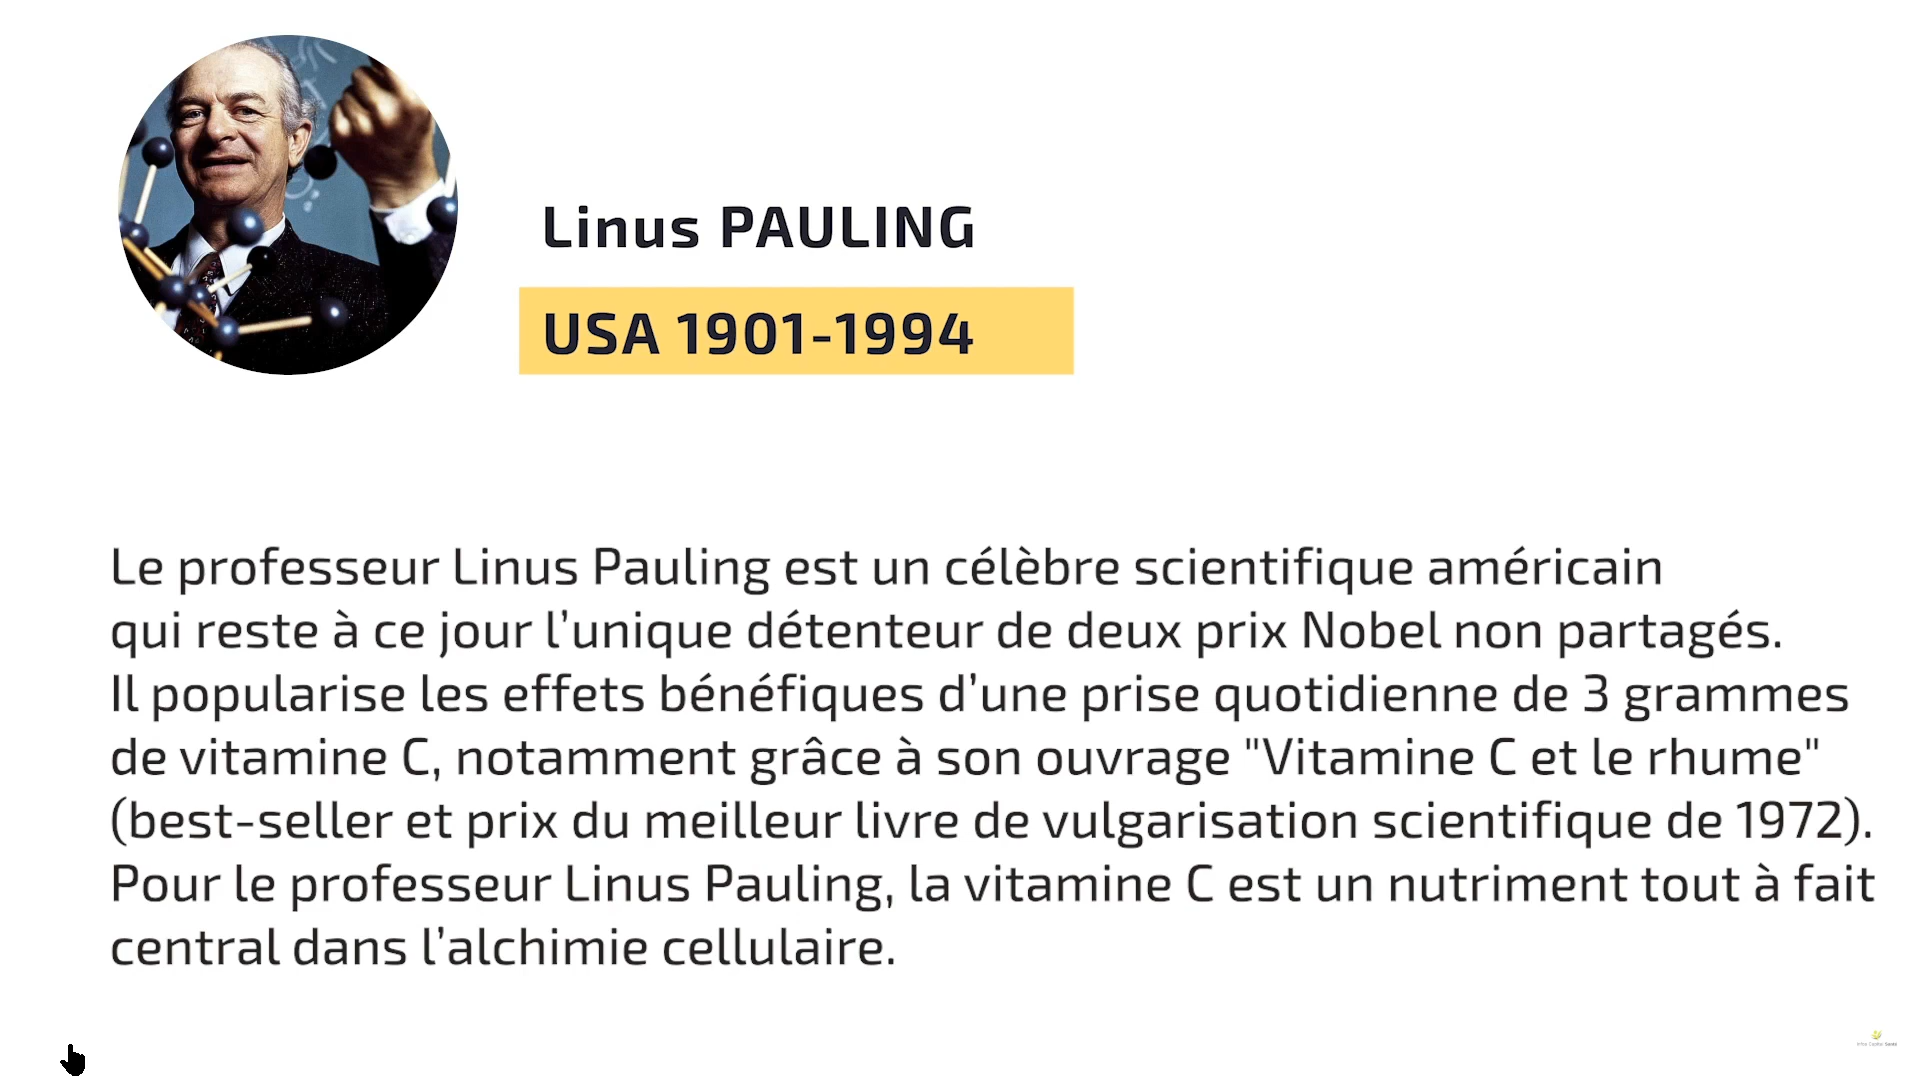 Linus PAULING
USA 1901-1994
Le professeur Linus Pauling est un célèbre scientifique américain
qui reste à ce jour l’unique détenteur de deux prix Nobel non partagés.
Il popularise les effets bénéfiques d’une prise quotidienne de 3 grammes
de vitamine C, notamment grâce à son ouvrage "Vitamine C et le rhume"
(best-seller et prix du meilleur livre de vulgarisation scientifique de 1972).
Pour le professeur Linus Pauling, la vitamine C est un nutriment tout à fait
central dans l’alchimie cellulaire.